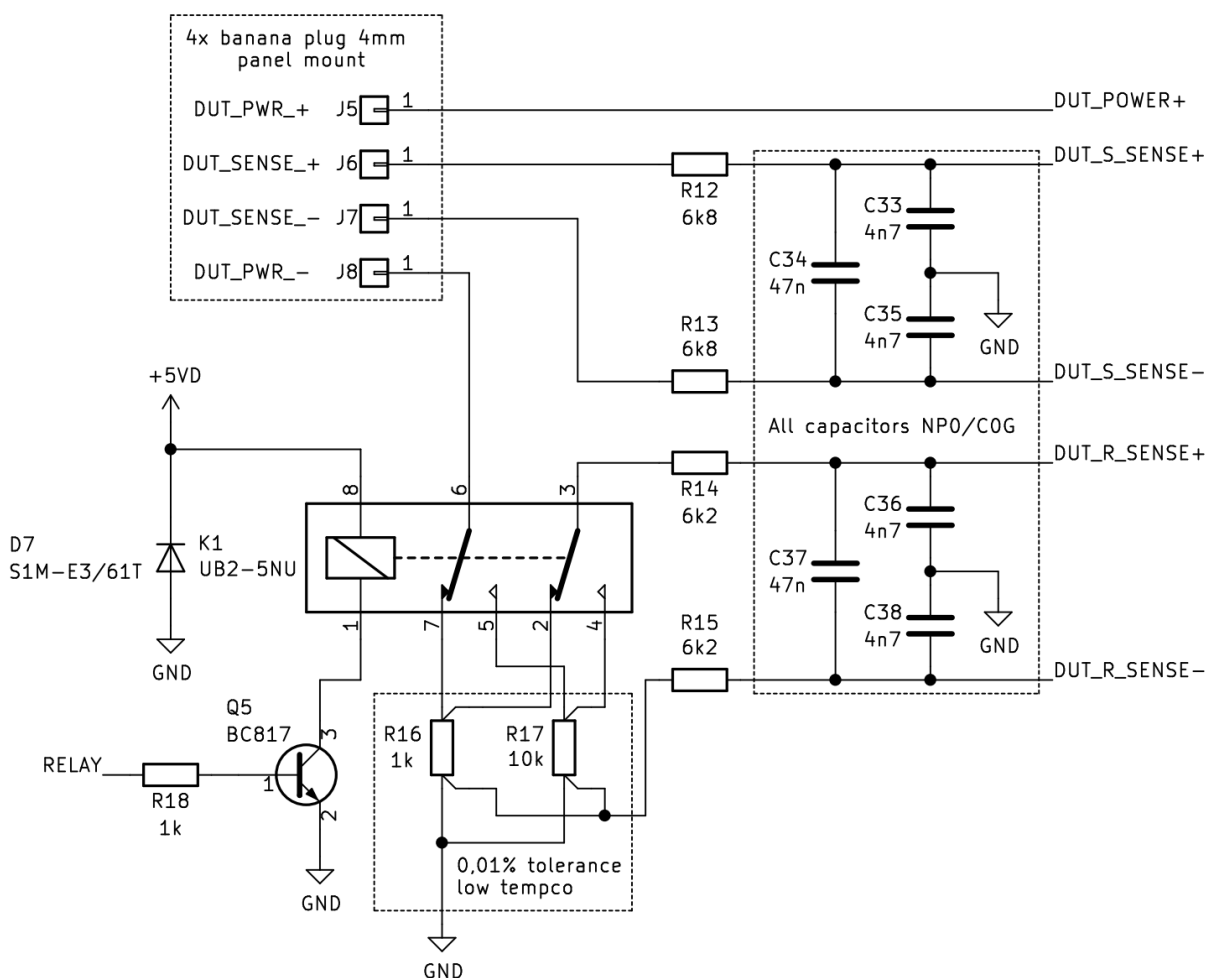 4x banana plug 4mm
panel mount
DUT_PWR_+ J5 1 DUT_POWER+
DUT_SENSE_+ J6 1 DUT_S_SENSE+
R12
6k8
C33
4n7
DUT_SENSE_- J7 1
DUT_PWR_- J8 1
C34
47n
C35
4n7
GND
R13
6k8
DUT_S_SENSE-
+5VD
All capacitors NP0/C0G
DUT_R_SENSE+
R14
6k2
8 6 3
C36
4n7
D7
S1M-E3/61T
K1
UB2-5NU
C37
47n
C38
4n7
GND
1 7 5 2 4
R15
6k2
DUT_R_SENSE-
GND
Q5
BC817
3
R16
1k
R17
10k
RELAY
R18
1k
1
2
0,01% tolerance
low tempco
GND
GND